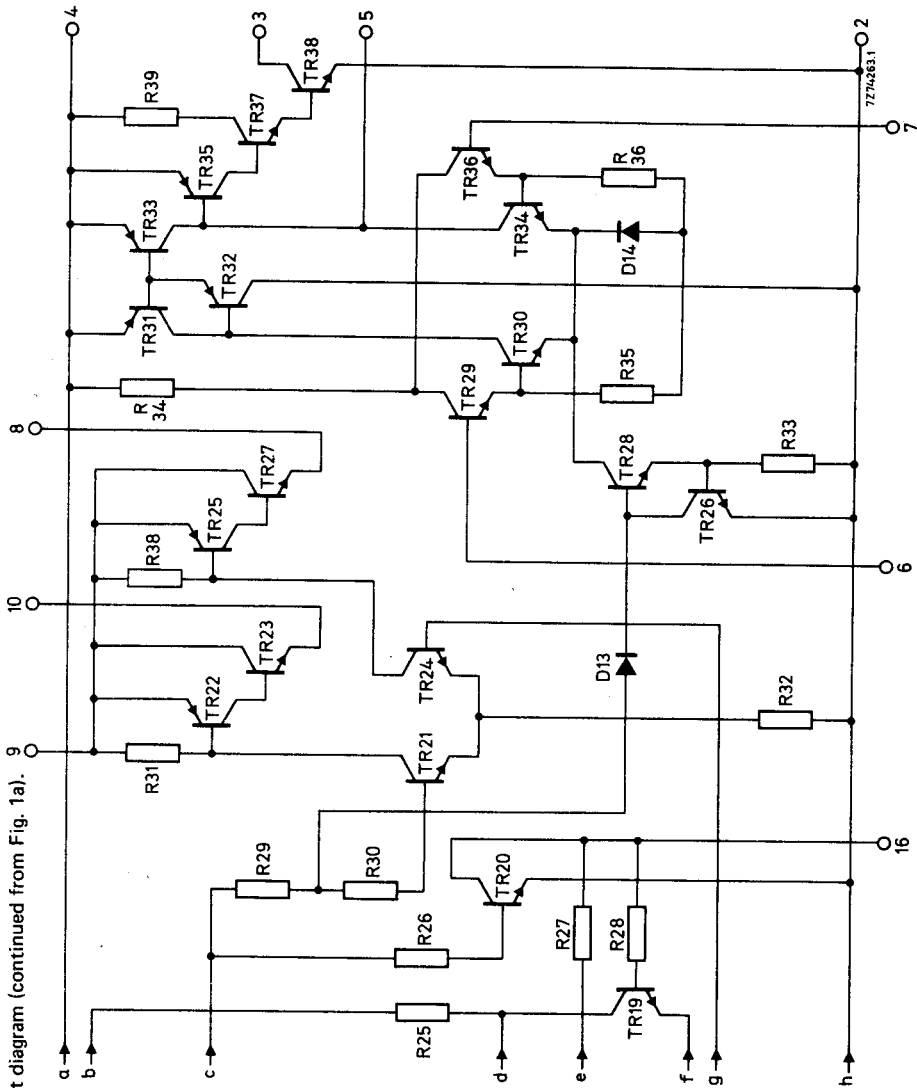 t diagram (continued from Fig. 1a).
9
10
8
4
3
5
2
7Z74263.1
7
6
16
a
b
c
d
e
f
g
h
R29
R30
R26
R25
R27
R28
TR19
TR20
R31
TR22
TR23
R38
TR25
TR27
TR21
TR24
D13
R32
R
34
TR31
TR33
TR32
TR35
R39
TR37
TR38
TR29
TR30
TR28
TR26
R33
R35
D14
TR34
TR36
R
36